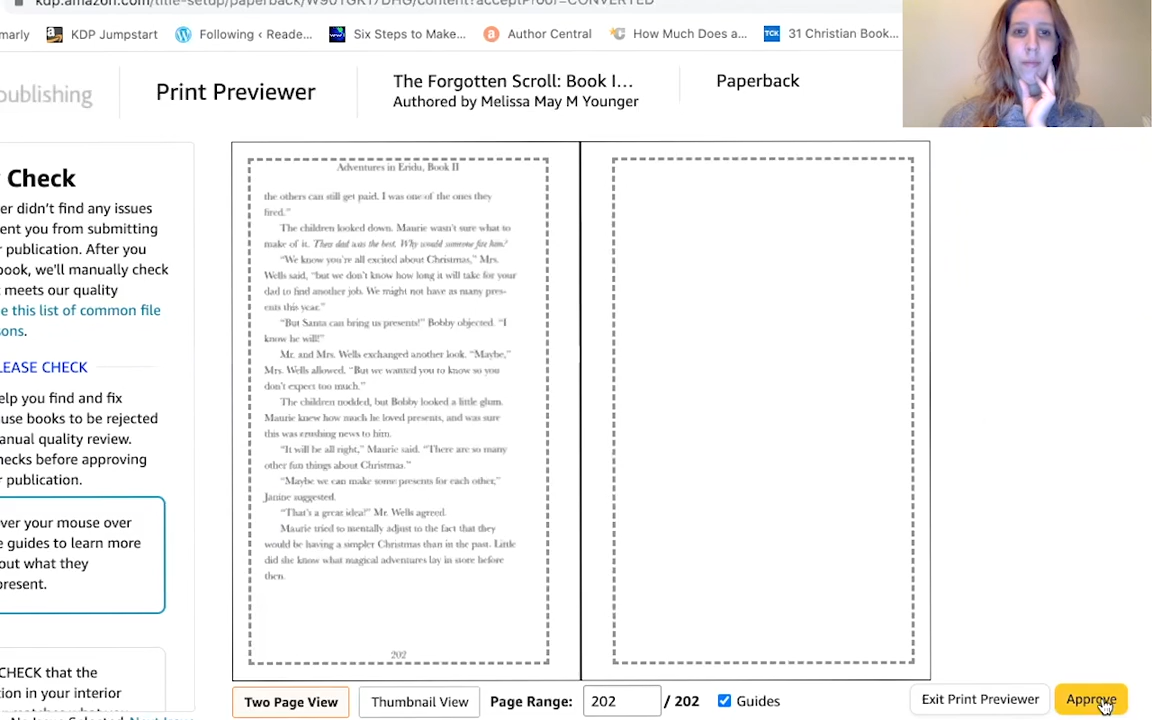 kdp.amazon.com/title-setup/paperback/W901GKT7DHG/content?acceptProof=CONVERTED
marly
KDP Jumpstart
Following ‹ Reade...
Six Steps to Make...
Author Central
How Much Does a...
31 Christian Book...
publishing
Print Previewer
The Forgotten Scroll: Book I...
Authored by Melissa May M Younger
Paperback
Check
er didn't find any issues
ent you from submitting
r publication. After you
book, we'll manually check
t meets our quality
e this list of common file
sons.
LEASE CHECK
elp you find and fix
use books to be rejected
anual quality review.
hecks before approving
r publication.
ver your mouse over
e guides to learn more
out what they
present.
CHECK that the
tion in your interior
No Issue Selected Next Issue
Adventures in Eridu, Book II
the others can still get paid. I was one of the ones they
fired."
The children looked down. Maurie wasn't sure what to
make of it. Their dad was the best. Why would someone fire him?
"We know you're all excited about Christmas," Mrs.
Wells said, "but we don't know how long it will take for your
dad to find another job. We might not have as many pres-
ents this year."
"But Santa can bring us presents!" Bobby objected. "I
know he will!"
Mr. and Mrs. Wells exchanged another look. "Maybe,"
Mrs. Wells allowed. "But we wanted you to know so you
don't expect too much."
The children nodded, but Bobby looked a little glum.
Maurie knew how much he loved presents, and was sure
this was crushing news to him.
"It will be all right," Maurie said. "There are so many
other fun things about Christmas."
"Maybe we can make some presents for each other,"
Janine suggested.
"That's a great idea!" Mr. Wells agreed.
Maurie tried to mentally adjust to the fact that they
would be having a simpler Christmas than in the past. Little
did she know what magical adventures lay in store before
then.
202
Two Page View
Thumbnail View
Page Range:
202
/ 202
Guides
Exit Print Previewer
Approve